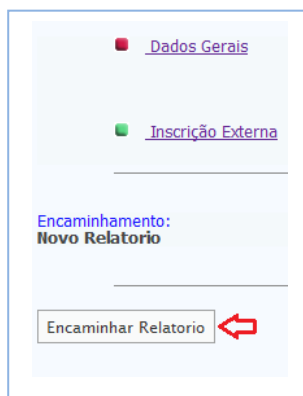 Dados Gerais
Inscrição Externa
Encaminhamento:
Novo Relatorio
Encaminhar Relatorio